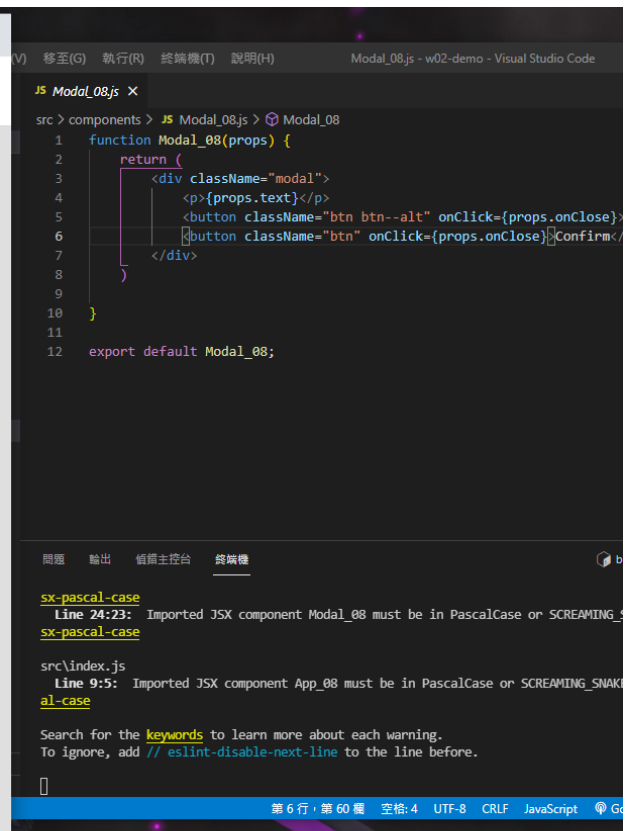 (V) 移至(G) 執行(R) 終端機(T) 說明(H) Modal_08.js - w02-demo - Visual Studio Code
JS Modal_08.js ×
src > components > JS Modal_08.js > Modal_08
1 function Modal_08(props) {
2 return (
3 <div className="modal">
4 <p>{props.text}</p>
5 <button className="btn btn--alt" onClick={props.onClose}>
6 <button className="btn" onClick={props.onClose}>Confirm</
7 </div>
8 )
9
10 }
11
12 export default Modal_08;
問題 輸出 偵錯主控台 終端機 b
sx-pascal-case
Line 24:23: Imported JSX component Modal_08 must be in PascalCase or SCREAMING_S
sx-pascal-case
src\index.js
Line 9:5: Imported JSX component App_08 must be in PascalCase or SCREAMING_SNAKE
al-case
Search for the keywords to learn more about each warning.
To ignore, add // eslint-disable-next-line to the line before.
第 6 行，第 60 欄 空格: 4 UTF-8 CRLF JavaScript Go